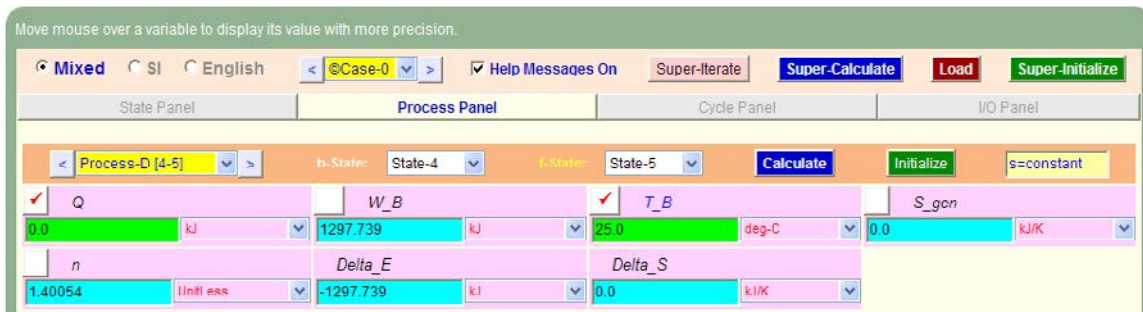 Move mouse over a variable to display its value with more precision.
Mixed SI English < ©Case-0 > Help Messages On Super-Iterate Super-Calculate Load Super-Initialize
State Panel Process Panel Cycle Panel I/O Panel
< Process-D [4-5] > b-State: State-4 f-State: State-5 Calculate Initialize s=constant
Q W_B T_B S_gen
0.0 kJ 1297.739 kJ 25.0 deg-C 0.0 kJ/K
n Delta_E Delta_S
1.40054 UnitLess -1297.739 kJ 0.0 kJ/K